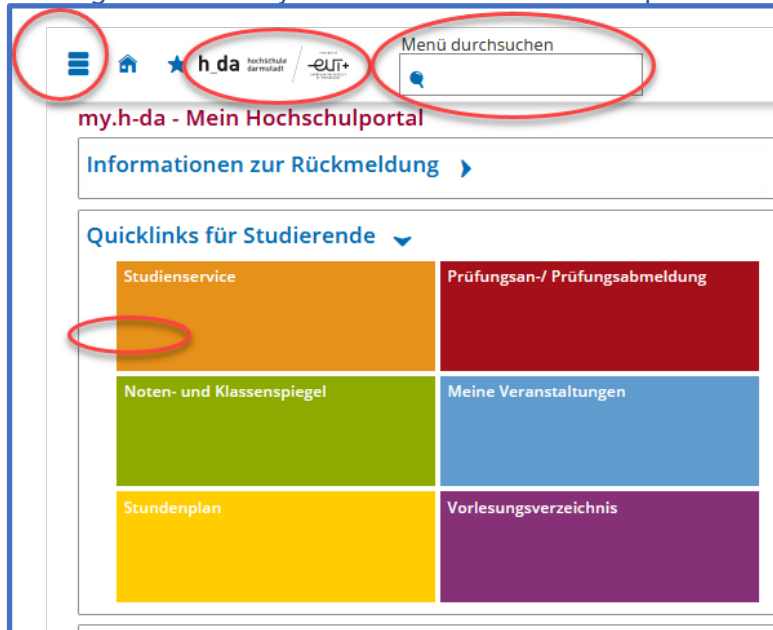 Menü durchsuchen
h_da hochschule darmstadt eut+
my.h-da - Mein Hochschulportal
Informationen zur Rückmeldung
Quicklinks für Studierende
Studienservice
Prüfungsan-/ Prüfungsabmeldung
Noten- und Klassenspiegel
Meine Veranstaltungen
Stundenplan
Vorlesungsverzeichnis